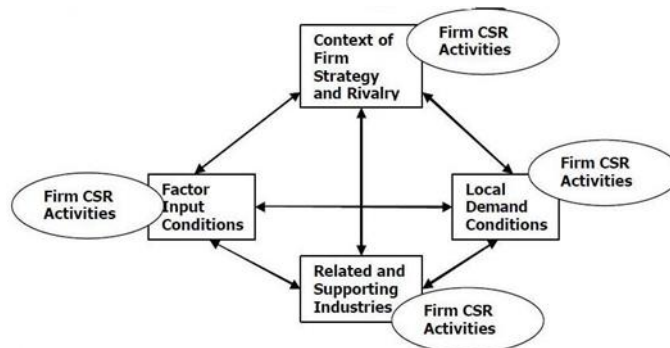 Context of
Firm
Strategy
and Rivalry
Firm CSR
Activities
Firm CSR
Activities
Factor
Input
Conditions
Local
Demand
Conditions
Firm CSR
Activities
Related and
Supporting
Industries
Firm CSR
Activities